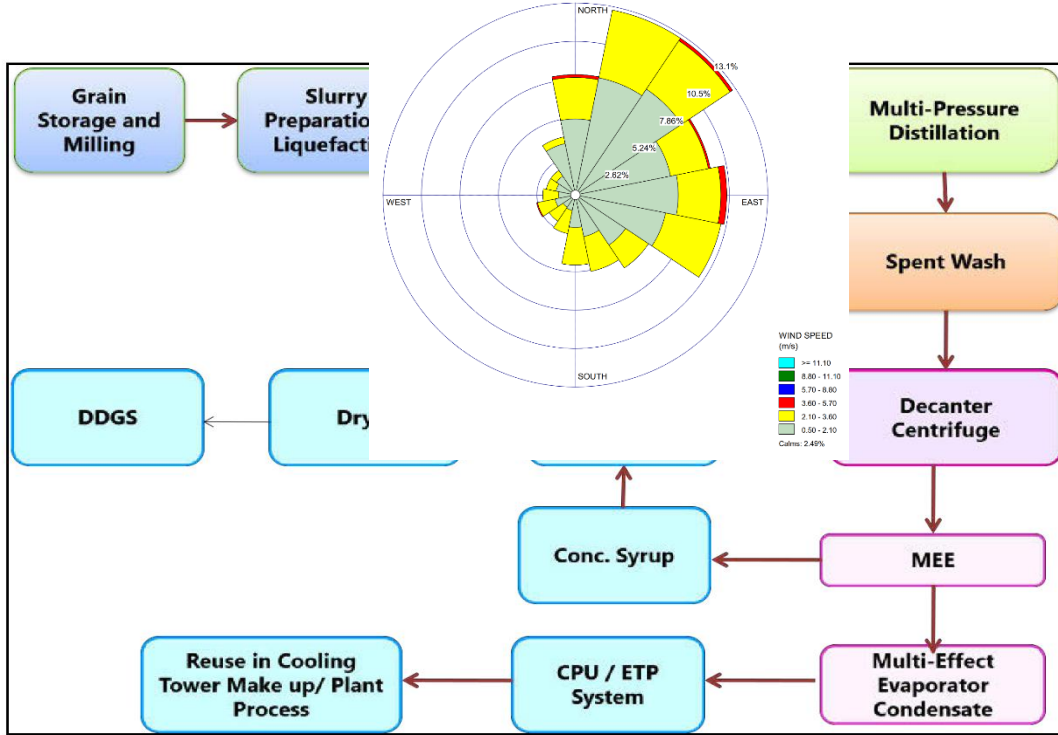 NORTH
13.1%
10.5%
7.86%
5.24%
2.62%
WEST
EAST
SOUTH
WIND SPEED
(m/s)
>= 11.10
8.80 - 11.10
5.70 - 8.80
3.60 - 5.70
2.10 - 3.60
0.50 - 2.10
Calms: 2.49%
Grain
Storage and
Milling
Slurry
Preparation
Liquefacti
Multi-Pressure
Distillation
Spent Wash
DDGS
Dry
Decanter
Centrifuge
Conc. Syrup
MEE
Reuse in Cooling
Tower Make up/ Plant
Process
CPU / ETP
System
Multi-Effect
Evaporator
Condensate